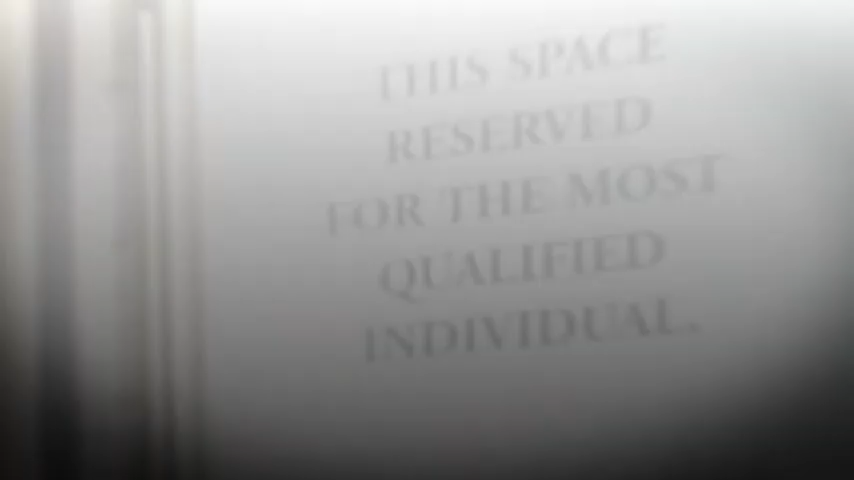 THIS SPACE
RESERVED
FOR THE MOST
QUALIFIED
INDIVIDUAL.